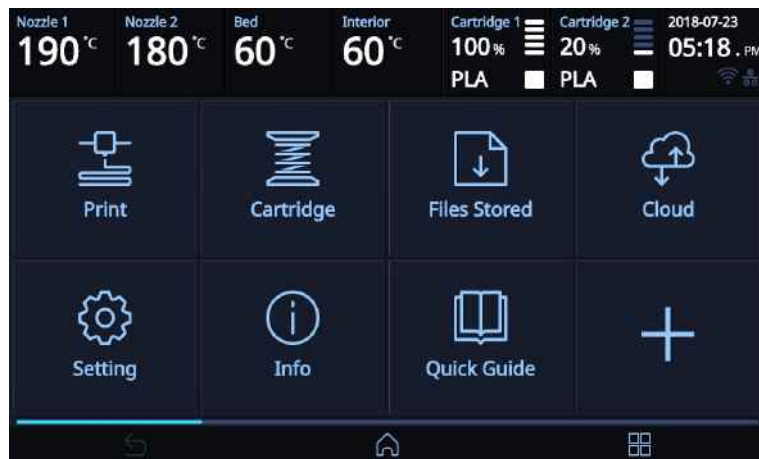 Nozzle 1 Nozzle 2 Bed Interior Cartridge 1 Cartridge 2 2018-07-23
190 °C 180 °C 60 °C 60 °C 100 % 20 % 05:18 . PM
PLA PLA
Print Cartridge Files Stored Cloud
Setting Info Quick Guide